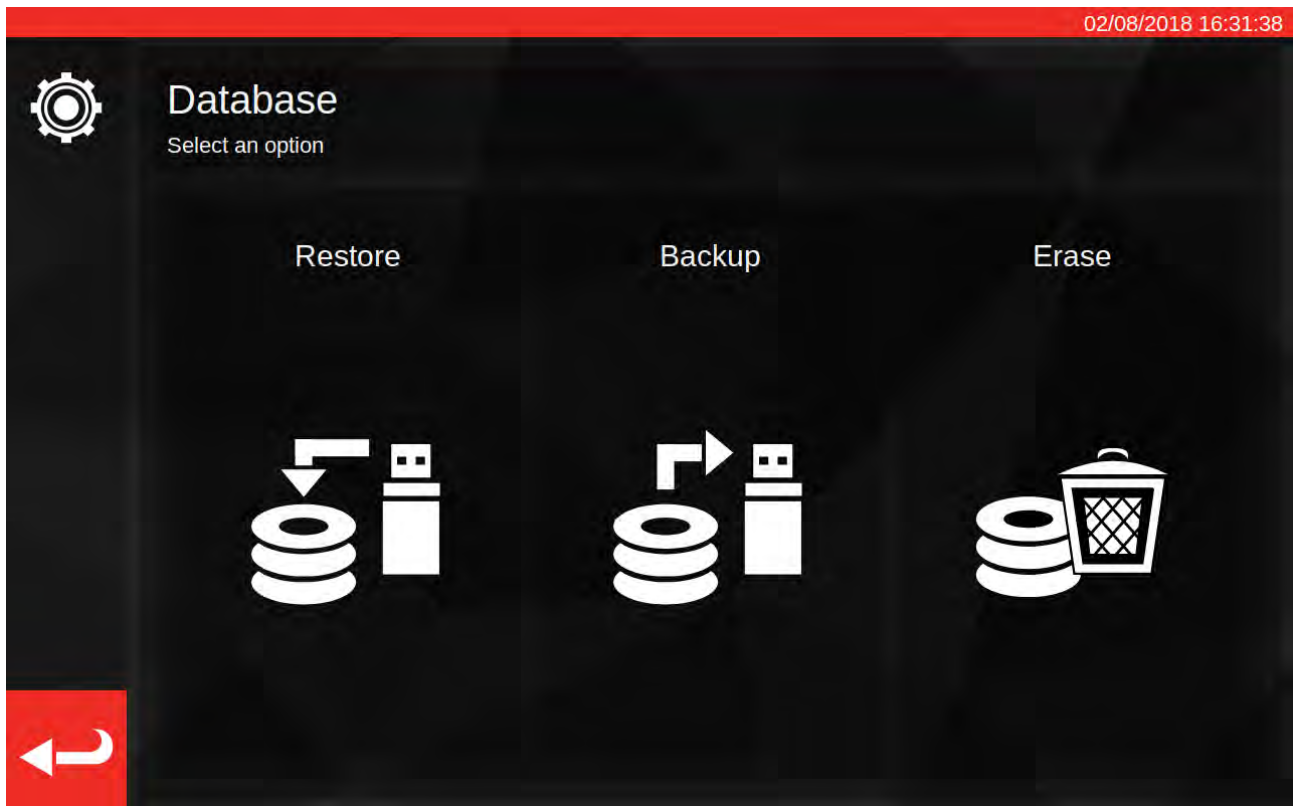 02/08/2018 16:31:38
Database
Select an option
Restore
Backup
Erase